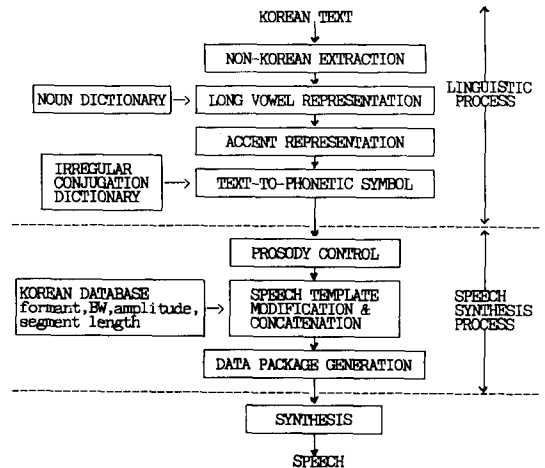 KOREAN TEXT
NON-KOREAN EXTRACTION
NOUN DICTIONARY
LONG VOWEL REPRESENTATION
LINGUISTIC
PROCESS
ACCENT REPRESENTATION
IRREGULAR
CONJUGATION
DICTIONARY
TEXT-TO-PHONETIC SYMBOL
PROSODY CONTROL
KOREAN DATABASE
formant,BW,amplitude,
segment length
SPEECH TEMPLATE
MODIFICATION &
CONCATENATION
SPEECH
SYNTHESIS
PROCESS
DATA PACKAGE GENERATION
SYNTHESIS
SPEECH